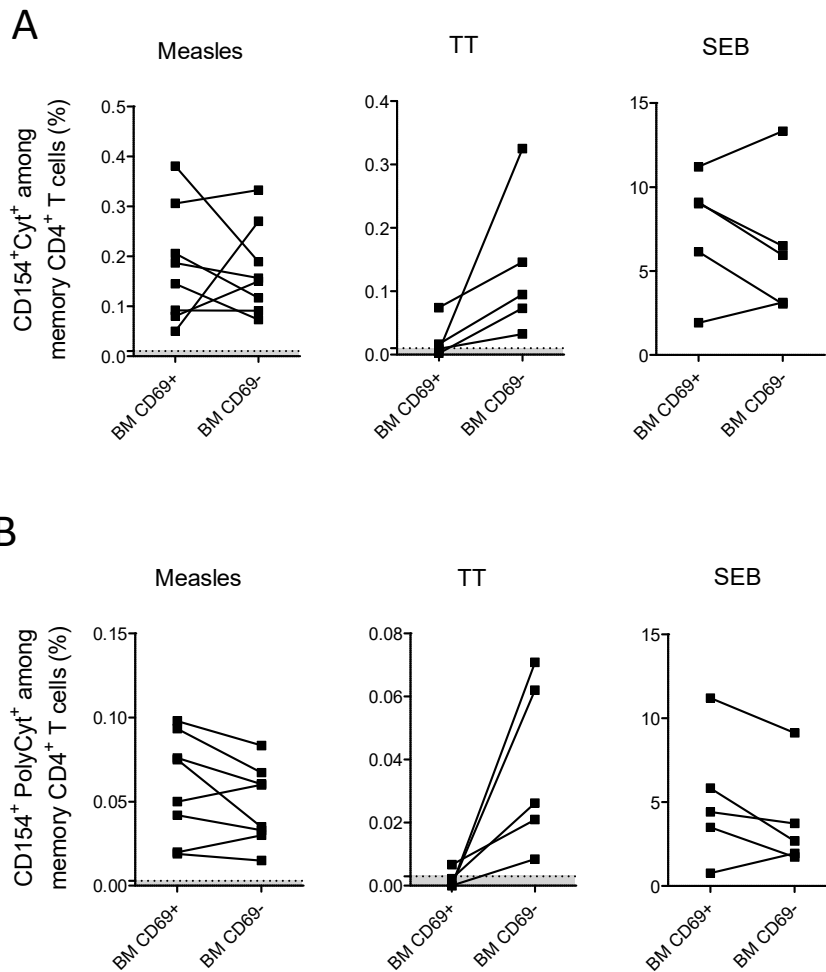 A
Measles
TT
SEB
CD154⁺Cyt⁺ among
memory CD4⁺ T cells (%)
0.5
0.4
0.3
0.2
0.1
0.0
0.4
0.3
0.2
0.1
0.0
15
10
5
0
BM CD69+
BM CD69-
BM CD69+
BM CD69-
BM CD69+
BM CD69-
B
Measles
TT
SEB
CD154⁺ PolyCyt⁺ among
memory CD4⁺ T cells (%)
0.15
0.10
0.05
0.00
0.08
0.06
0.04
0.02
0.00
15
10
5
0
BM CD69+
BM CD69-
BM CD69+
BM CD69-
BM CD69+
BM CD69-